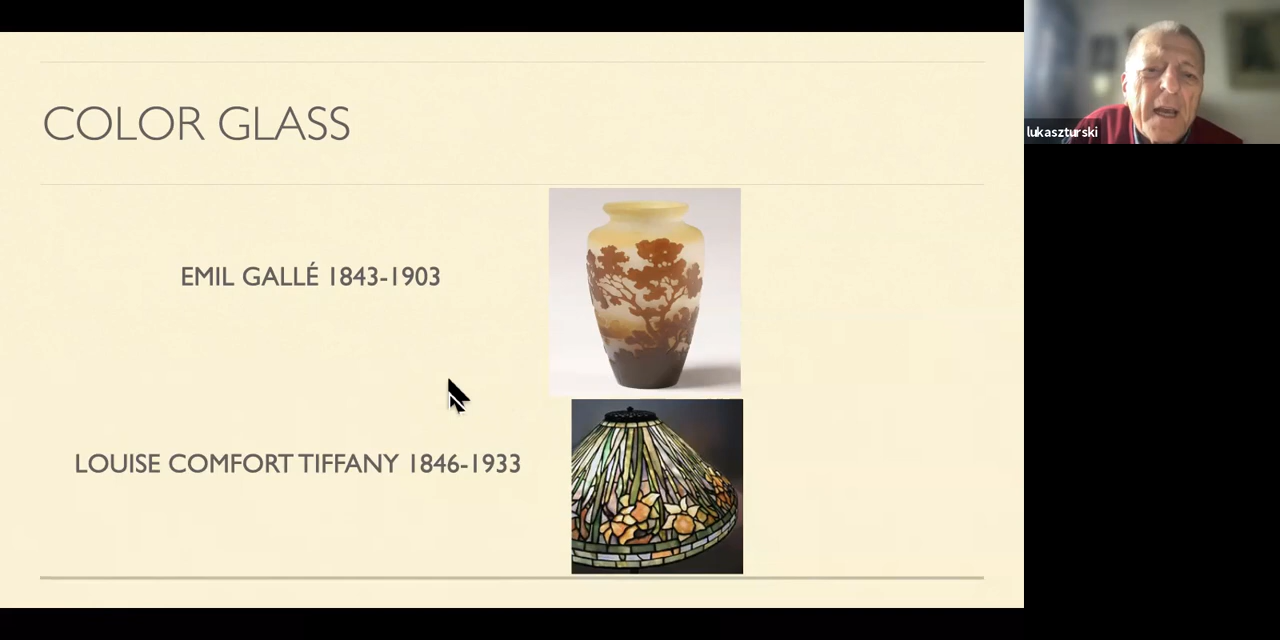 COLOR GLASS
EMIL GALLÉ 1843-1903
LOUISE COMFORT TIFFANY 1846-1933
lukaszturski